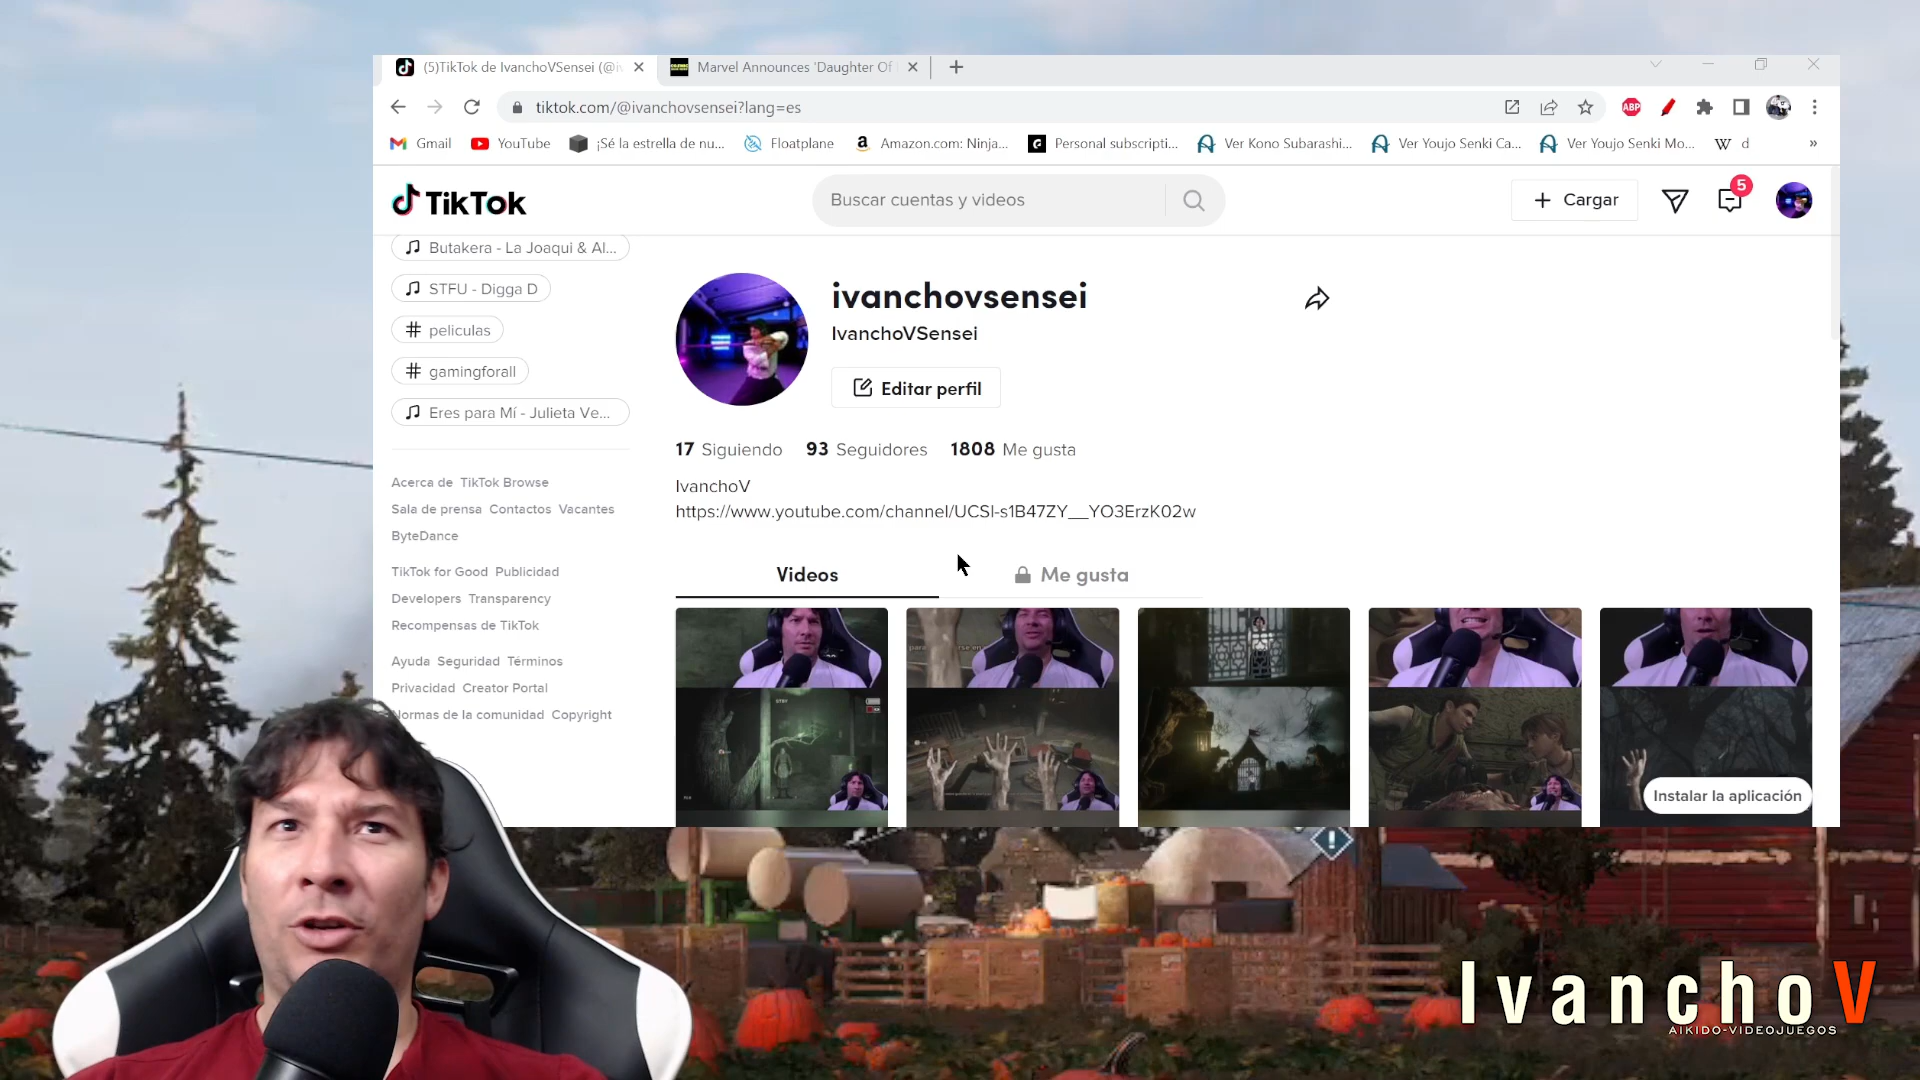 (5)TikTok de IvanchoVSensei (@iv
Marvel Announces 'Daughter Of
tiktok.com/@ivanchovsensei?lang=es
ABP
Gmail
YouTube
¡Sé la estrella de nu...
Floatplane
Amazon.com: Ninja...
Personal subscripti...
Ver Kono Subarashi...
Ver Youjo Senki Ca...
Ver Youjo Senki Mo...
W d
»
TikTok
Buscar cuentas y videos
Cargar
5
Butakera - La Joaqui & Al...
STFU - Digga D
# peliculas
# gamingforall
Eres para Mí - Julieta Ve...
Acerca de TikTok Browse
Sala de prensa Contactos Vacantes
ByteDance
TikTok for Good Publicidad
Developers Transparency
Recompensas de TikTok
Ayuda Seguridad Términos
Privacidad Creator Portal
Normas de la comunidad Copyright
ivanchovsensei
IvanchoVSensei
Editar perfil
17 Siguiendo 93 Seguidores 1808 Me gusta
IvanchoV
https://www.youtube.com/channel/UCSl-s1B47ZY__YO3ErzK02w
Videos
Me gusta
Instalar la aplicación
IvanchoV
AIKIDO-VIDEOJUEGOS